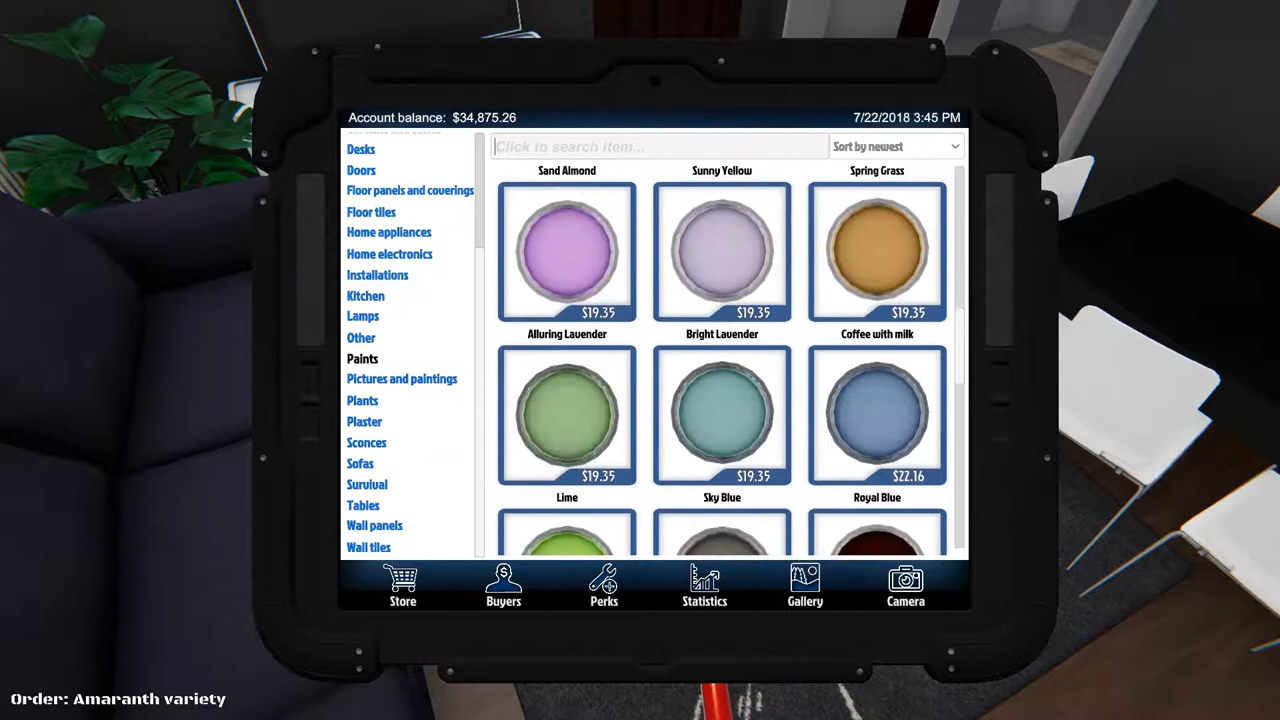 Account balance: $34,875.26
7/22/2018 3:45 PM
Desks
Doors
Floor panels and coverings
Floor tiles
Home appliances
Home electronics
Installations
Kitchen
Lamps
Other
Paints
Pictures and paintings
Plants
Plaster
Sconces
Sofas
Survival
Tables
Wall panels
Wall tiles
Click to search item...
Sort by newest
Sand Almond
Sunny Yellow
Spring Grass
$19.35
$19.35
$19.35
Alluring Lavender
Bright Lavender
Coffee with milk
$19.35
$19.35
$22.16
Lime
Sky Blue
Royal Blue
Store
Buyers
Perks
Statistics
Gallery
Camera
Order: Amaranth variety